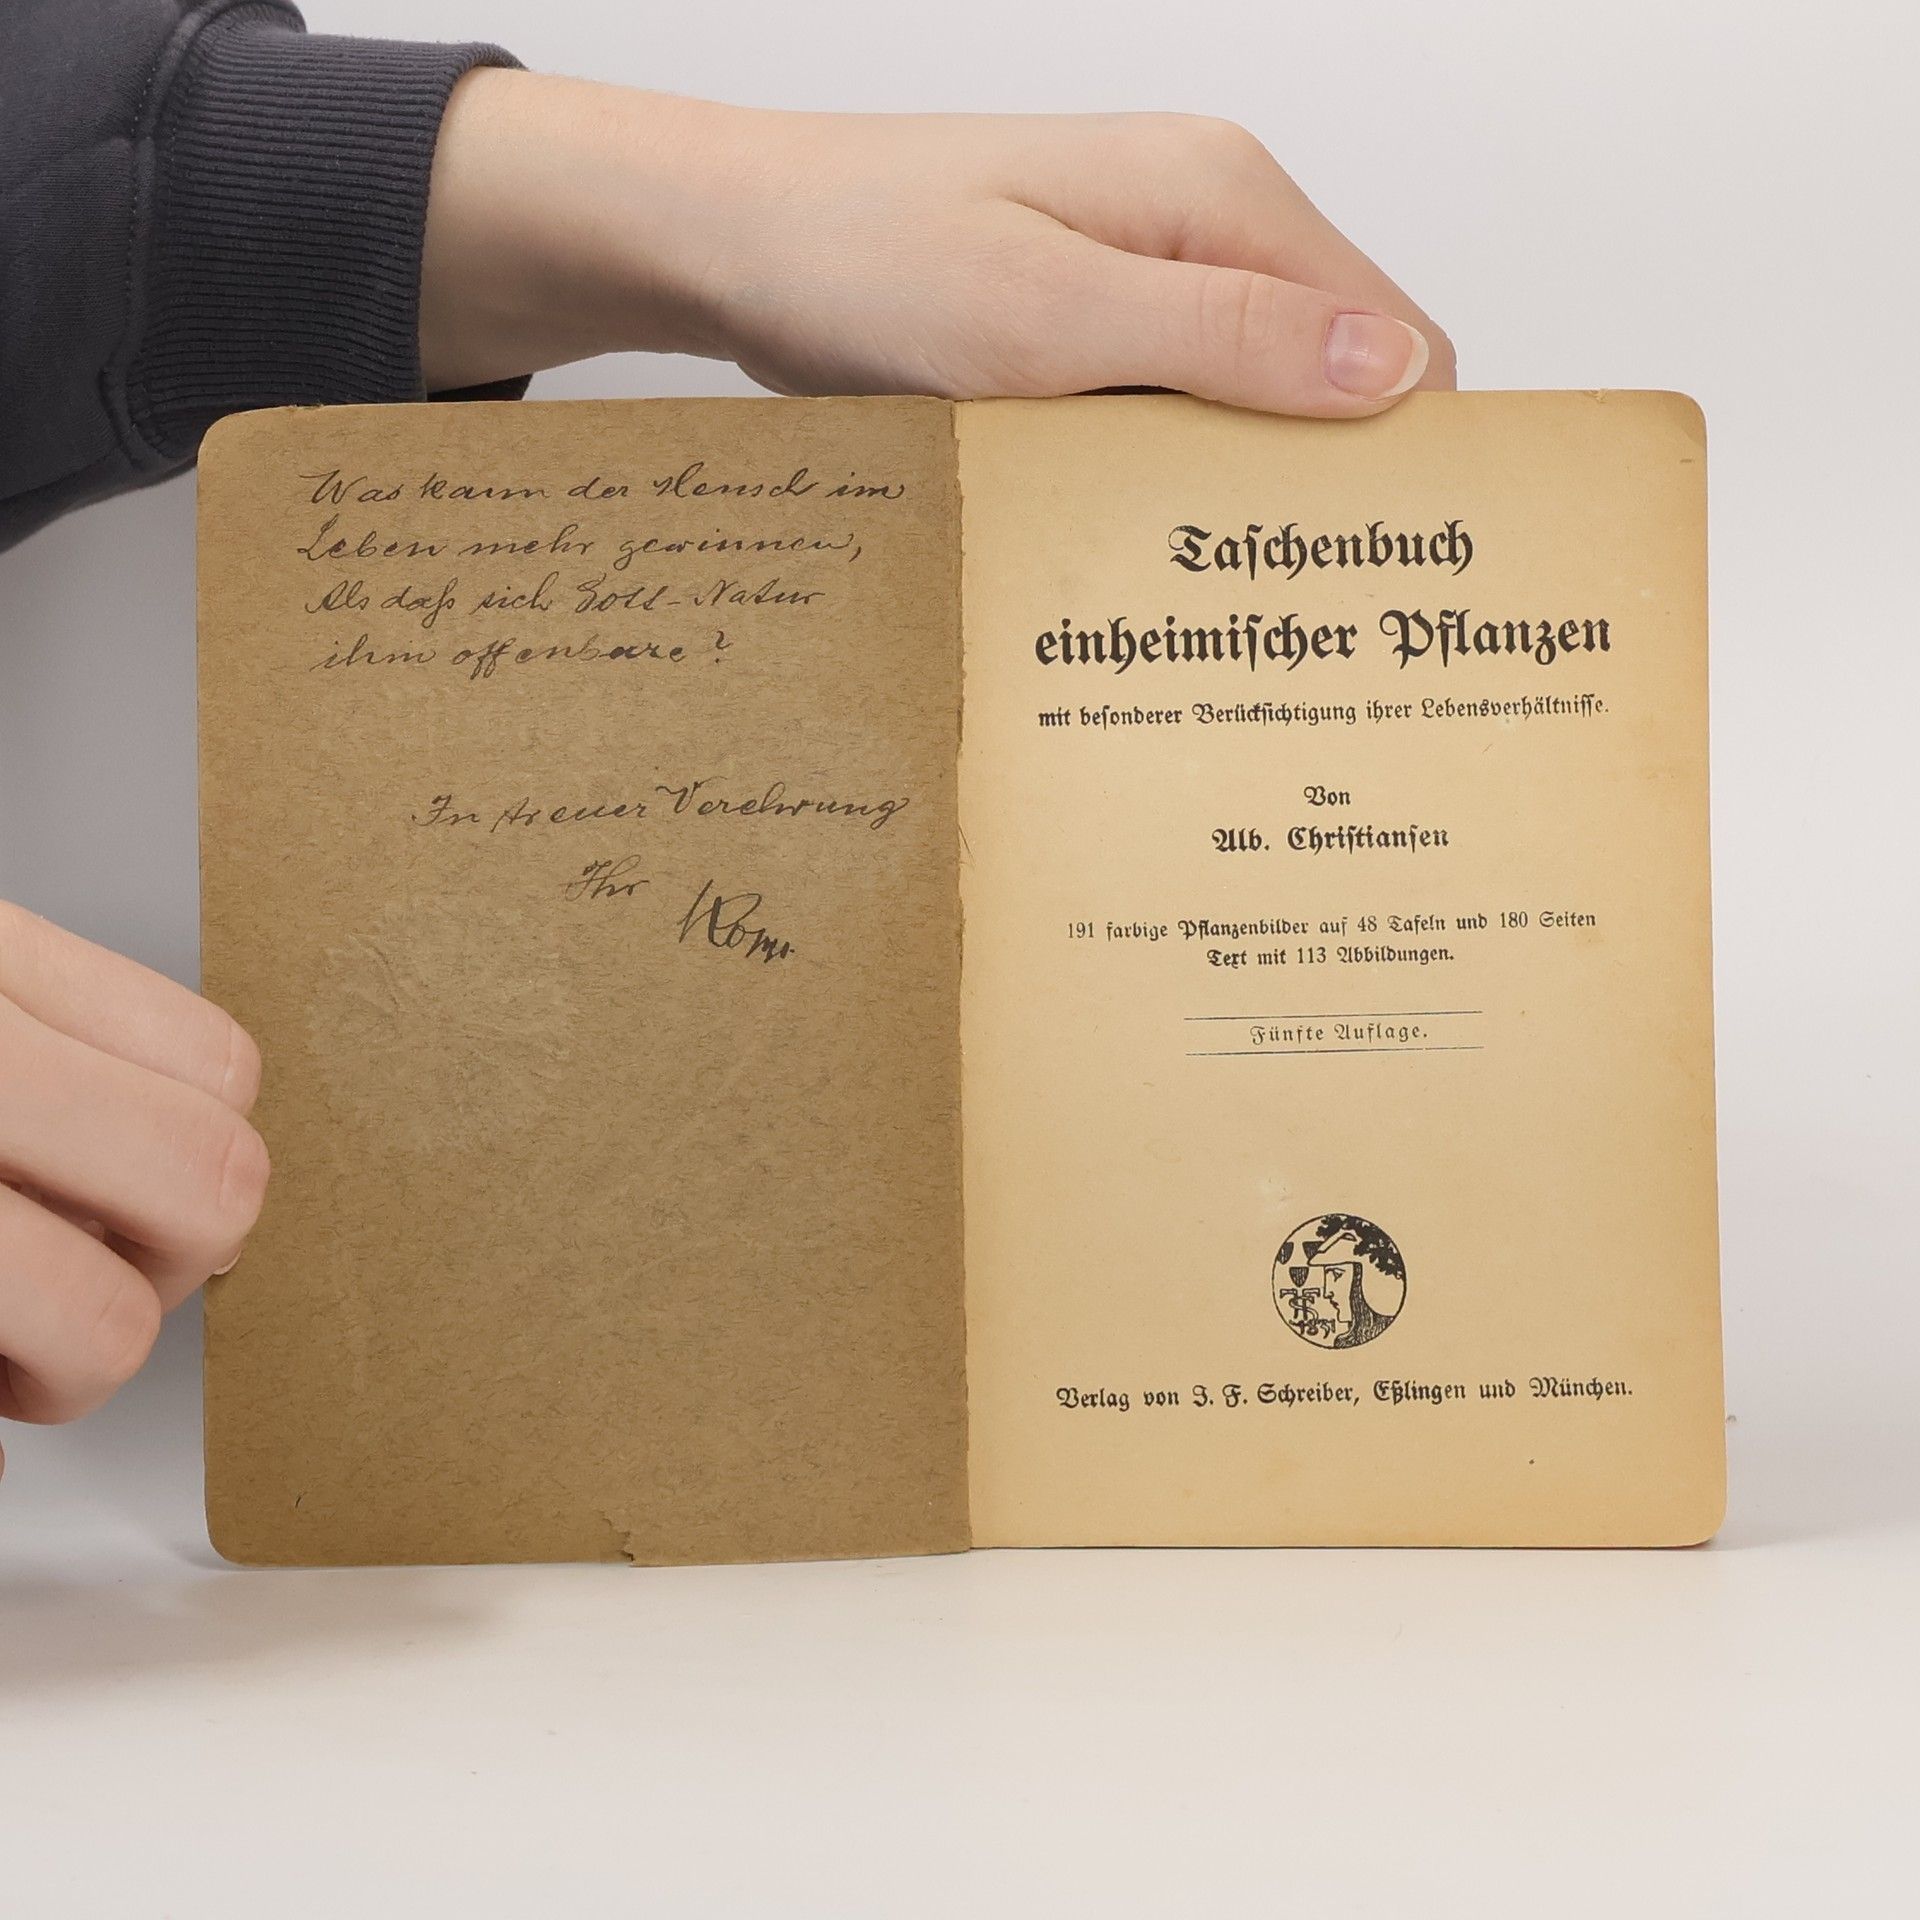 Was kann der Mensch im
Leben mehr gewinnen,
Als daß sich Gott-Natur
ihm offenbare?
In treuer Verehrung
Ihr
Taschenbuch
einheimischer Pflanzen
mit besonderer Berücksichtigung ihrer Lebensverhältnisse.
Von
Alb. Christiansen
191 farbige Pflanzenbilder auf 48 Tafeln und 180 Seiten
Text mit 113 Abbildungen.
Fünfte Auflage.
1831
Verlag von J. F. Schreiber, Eßlingen und München.